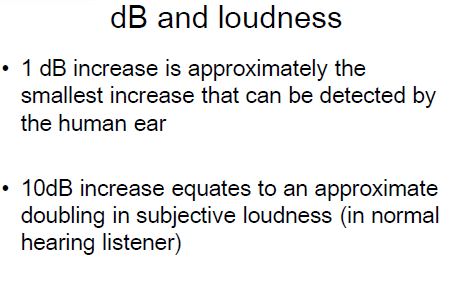 dB and loudness
• 1 dB increase is approximately the
smallest increase that can be detected by
the human ear
• 10dB increase equates to an approximate
doubling in subjective loudness (in normal
hearing listener)